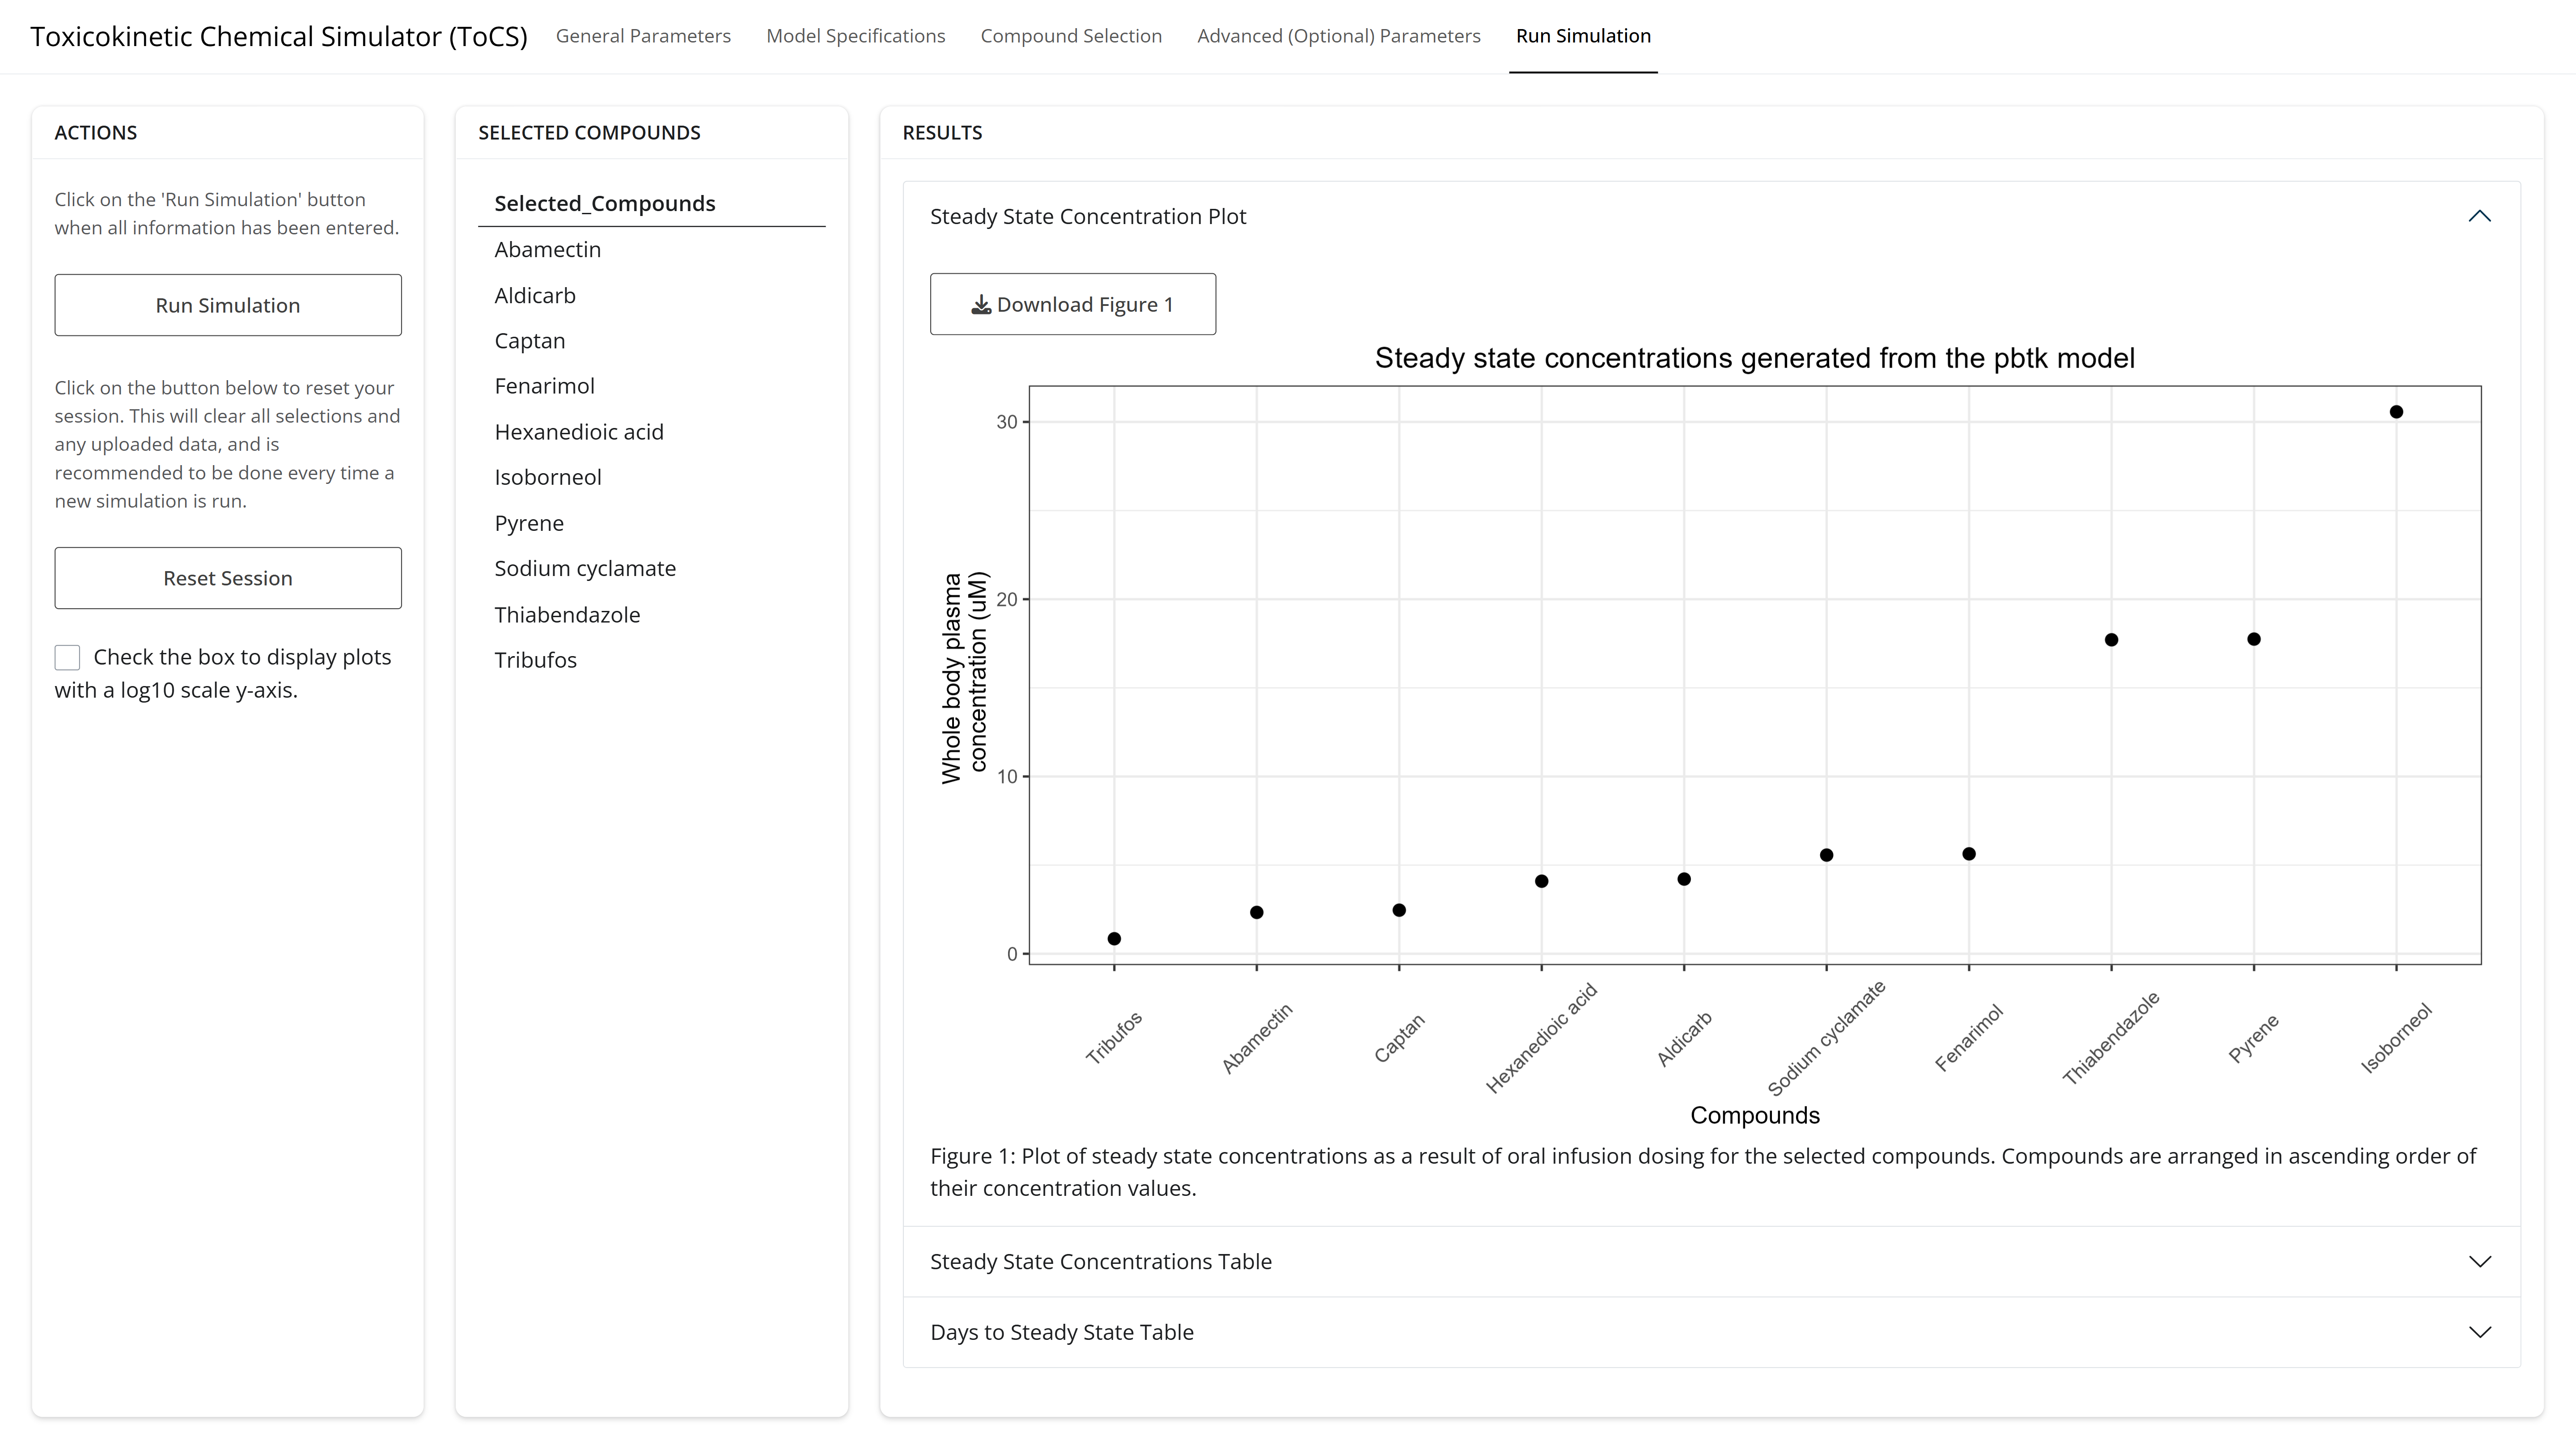 Toxicokinetic Chemical Simulator (ToCS)
General Parameters
Model Specifications
Compound Selection
Advanced (Optional) Parameters
Run Simulation
ACTIONS
Click on the 'Run Simulation' button
when all information has been entered.
Run Simulation
Click on the button below to reset your
session. This will clear all selections and
any uploaded data, and is
recommended to be done every time a
new simulation is run.
Reset Session
Check the box to display plots
with a log10 scale y-axis.
SELECTED COMPOUNDS
Selected_Compounds
Abamectin
Aldicarb
Captan
Fenarimol
Hexanedioic acid
Isoborneol
Pyrene
Sodium cyclamate
Thiabendazole
Tribufos
RESULTS
Steady State Concentration Plot
Download Figure 1
Steady state concentrations generated from the pbtk model
Whole body plasma
concentration (uM)
30
20
10
0
Tribufos
Abamectin
Captan
Hexanedioic acid
Aldicarb
Sodium cyclamate
Fenarimol
Thiabendazole
Pyrene
Isoborneol
Compounds
Figure 1: Plot of steady state concentrations as a result of oral infusion dosing for the selected compounds. Compounds are arranged in ascending order of
their concentration values.
Steady State Concentrations Table
Days to Steady State Table